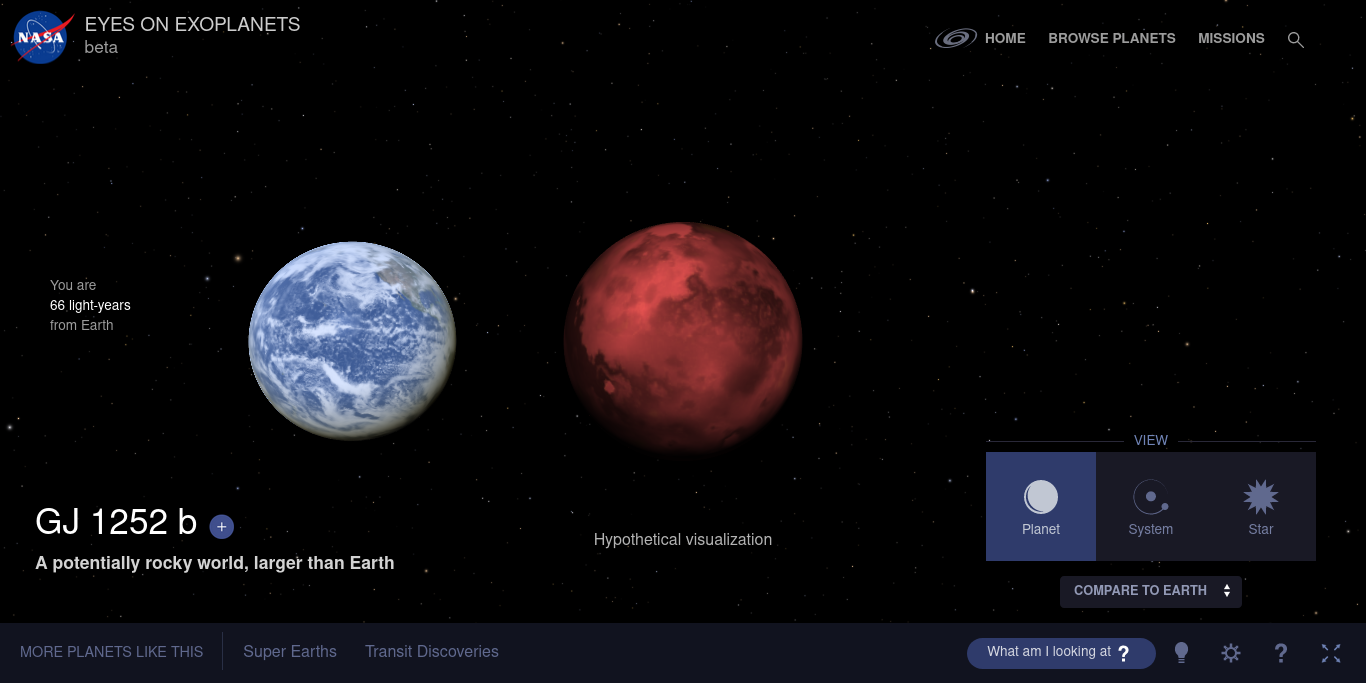 NASA
EYES ON EXOPLANETS
beta
HOME
BROWSE PLANETS
MISSIONS
You are
66 light-years
from Earth
GJ 1252 b +
A potentially rocky world, larger than Earth
Hypothetical visualization
VIEW
Planet
System
Star
COMPARE TO EARTH
MORE PLANETS LIKE THIS
Super Earths
Transit Discoveries
What am I looking at ?
?